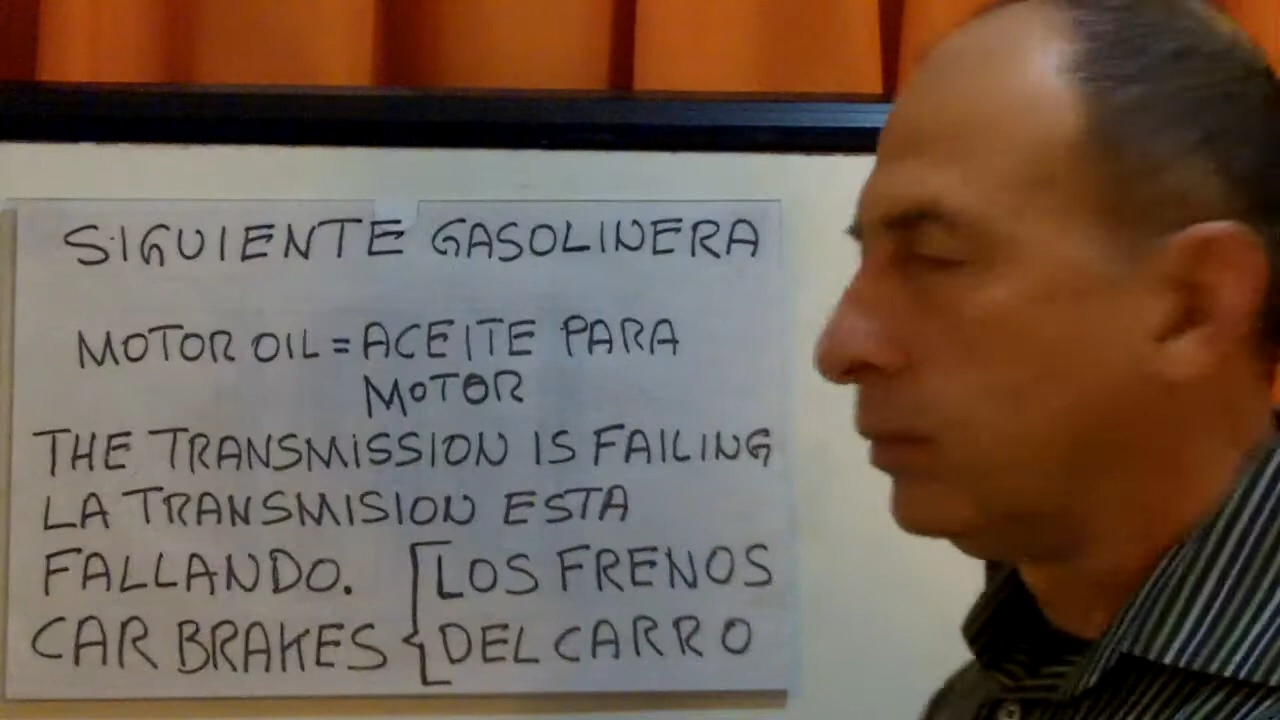 SIGUIENTE GASOLINERA
MOTOR OIL = ACEITE PARA
MOTOR
THE TRANSMISSION IS FAILING
LA TRANSMISION ESTA
FALLANDO. [LOS FRENOS
CAR BRAKES { DEL CARRO